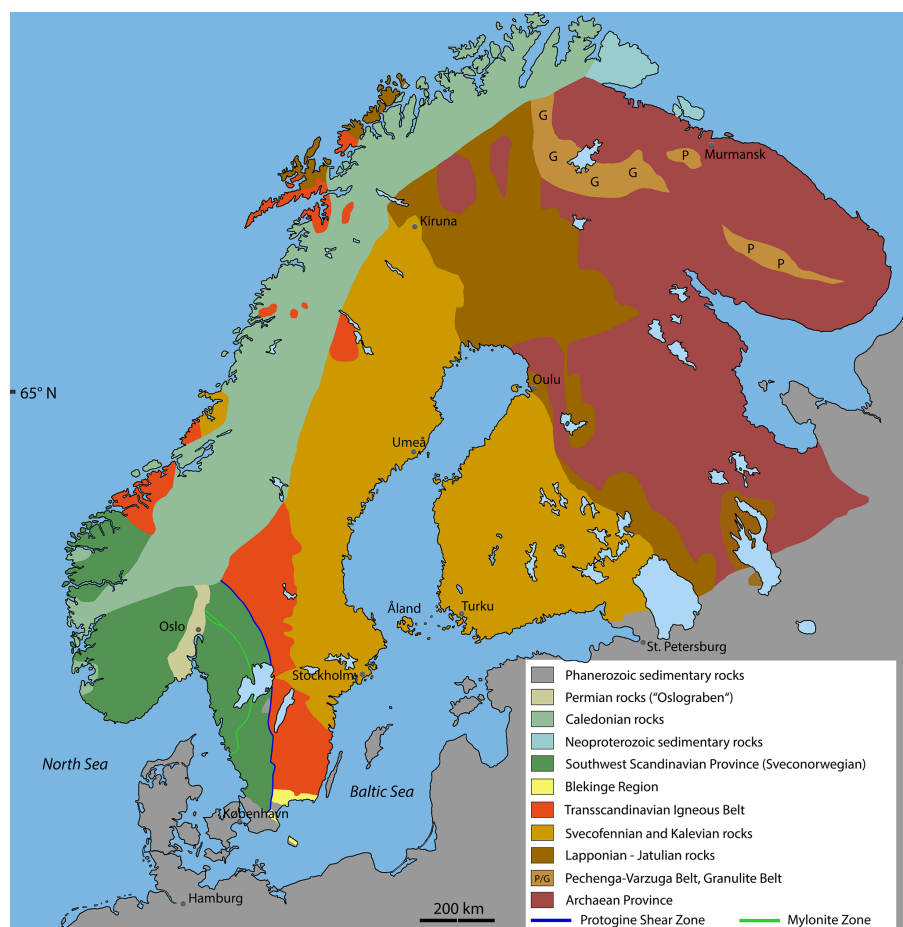 G
G
P
Murmansk
G
G
Kiruna
P
P
65° N
Oulu
Umeå
Åland
Turku
Oslo
St. Petersburg
Stockholm
Phanerozoic sedimentary rocks
Permian rocks (“Oslograben“)
Caledonian rocks
Neoproterozoic sedimentary rocks
North Sea
Southwest Scandinavian Province (Sveconorwegian)
Baltic Sea
Blekinge Region
København
Transscandinavian Igneous Belt
Svecofennian and Kalevian rocks
Lapponian - Jatulian rocks
P/G Pechenga-Varzuga Belt, Granulite Belt
Hamburg
Archaean Province
200 km
Protogine Shear Zone
Mylonite Zone